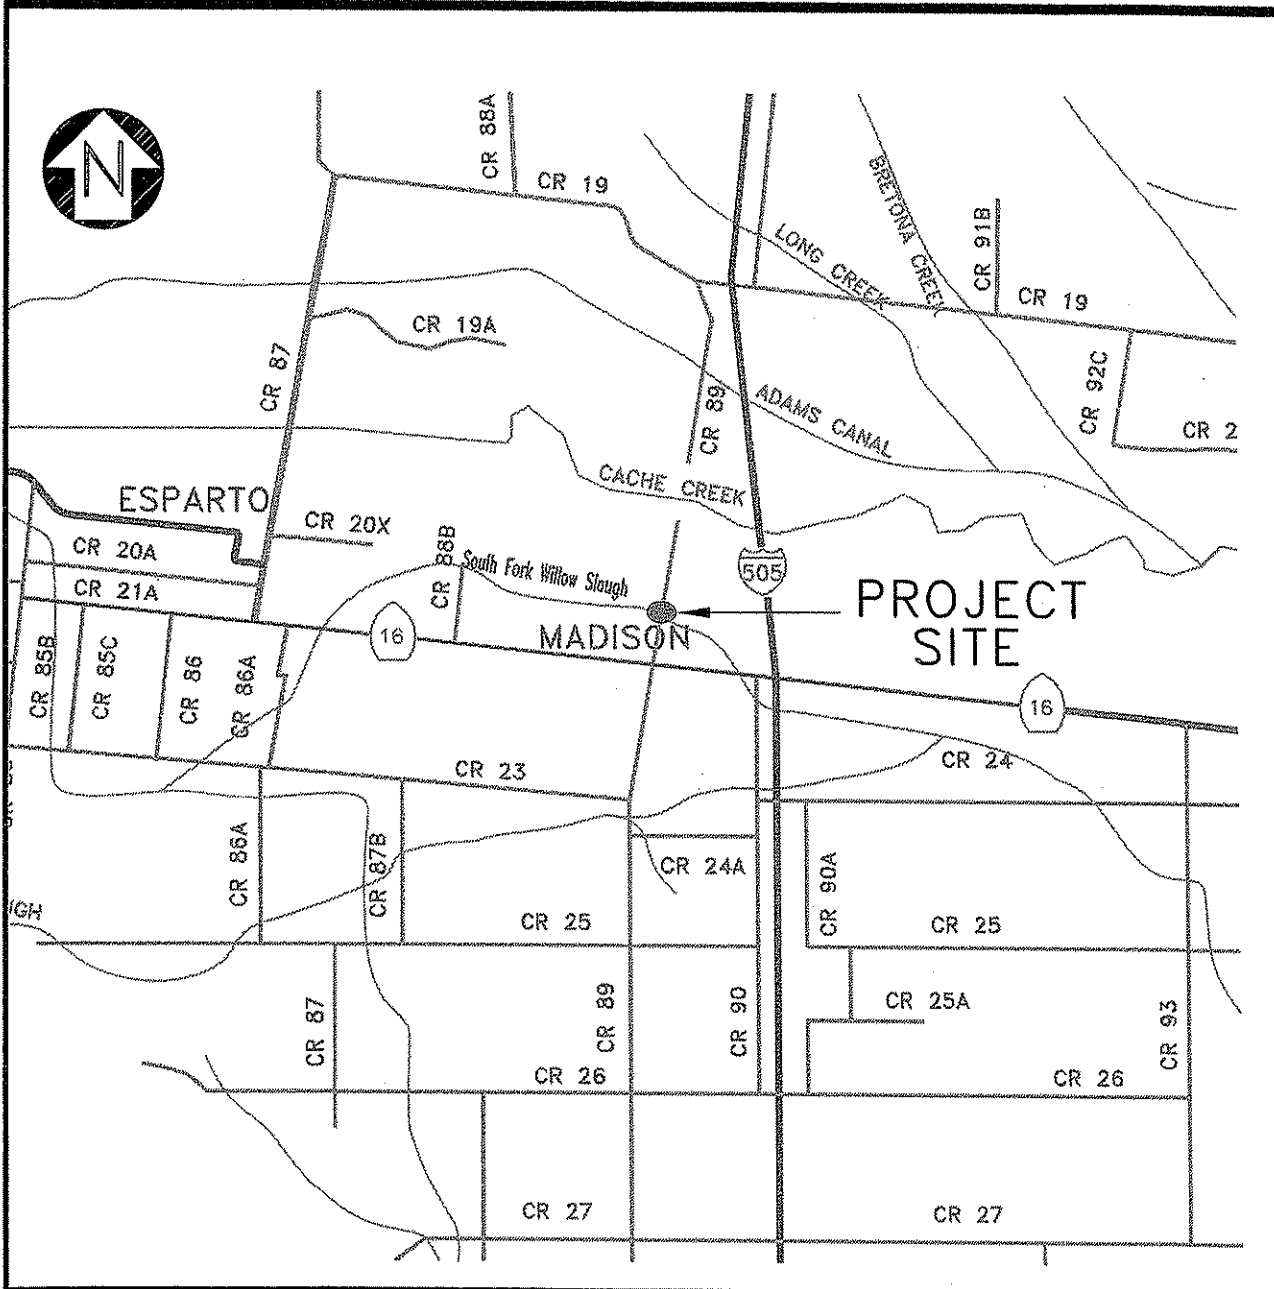 N
CR 88A
CR 19
BRETONA CREEK
LONG CREEK
CR 91B
CR 19
CR 19A
CR 87
CR 89
ADAMS CANAL
CR 92C
CR 2
CACHE CREEK
ESPARTO
CR 20X
CR 20A
CR 88B
South Fork Willow Slough
505
CR 21A
PROJECT
SITE
16
MADISON
CR 85B
CR 85C
CR 86
CR 86A
16
CR 23
CR 24
CR 86A
CR 87B
CR 24A
CR 90A
IGH
CR 25
CR 25
CR 87
CR 89
CR 90
CR 25A
CR 93
CR 26
CR 26
CR 27
CR 27